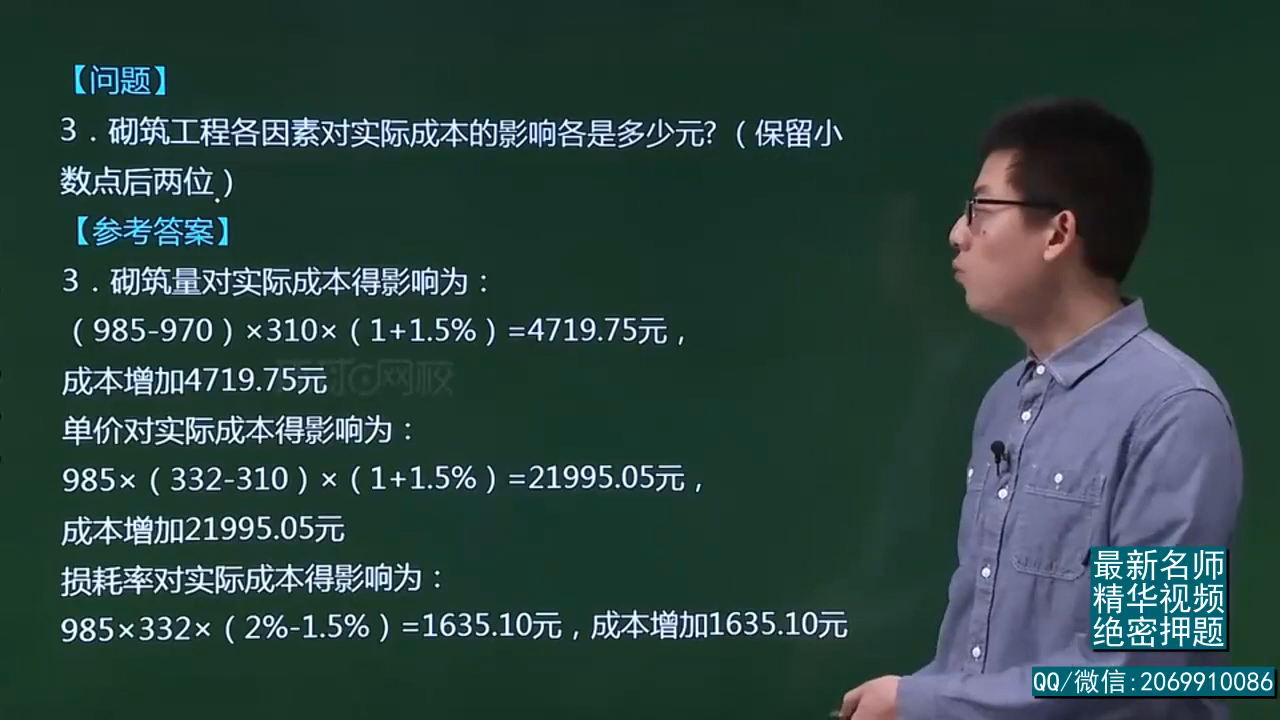 【问题】
3．砌筑工程各因素对实际成本的影响各是多少元?（保留小
数点后两位）
【参考答案】
3．砌筑量对实际成本得影响为：
（985-970）×310×（1+1.5%）=4719.75元，
成本增加4719.75元
单价对实际成本得影响为：
985×（332-310）×（1+1.5%）=21995.05元，
成本增加21995.05元
损耗率对实际成本得影响为：
985×332×（2%-1.5%）=1635.10元，成本增加1635.10元
网校
最新名师
精华视频
绝密押题
QQ/微信:2069910086